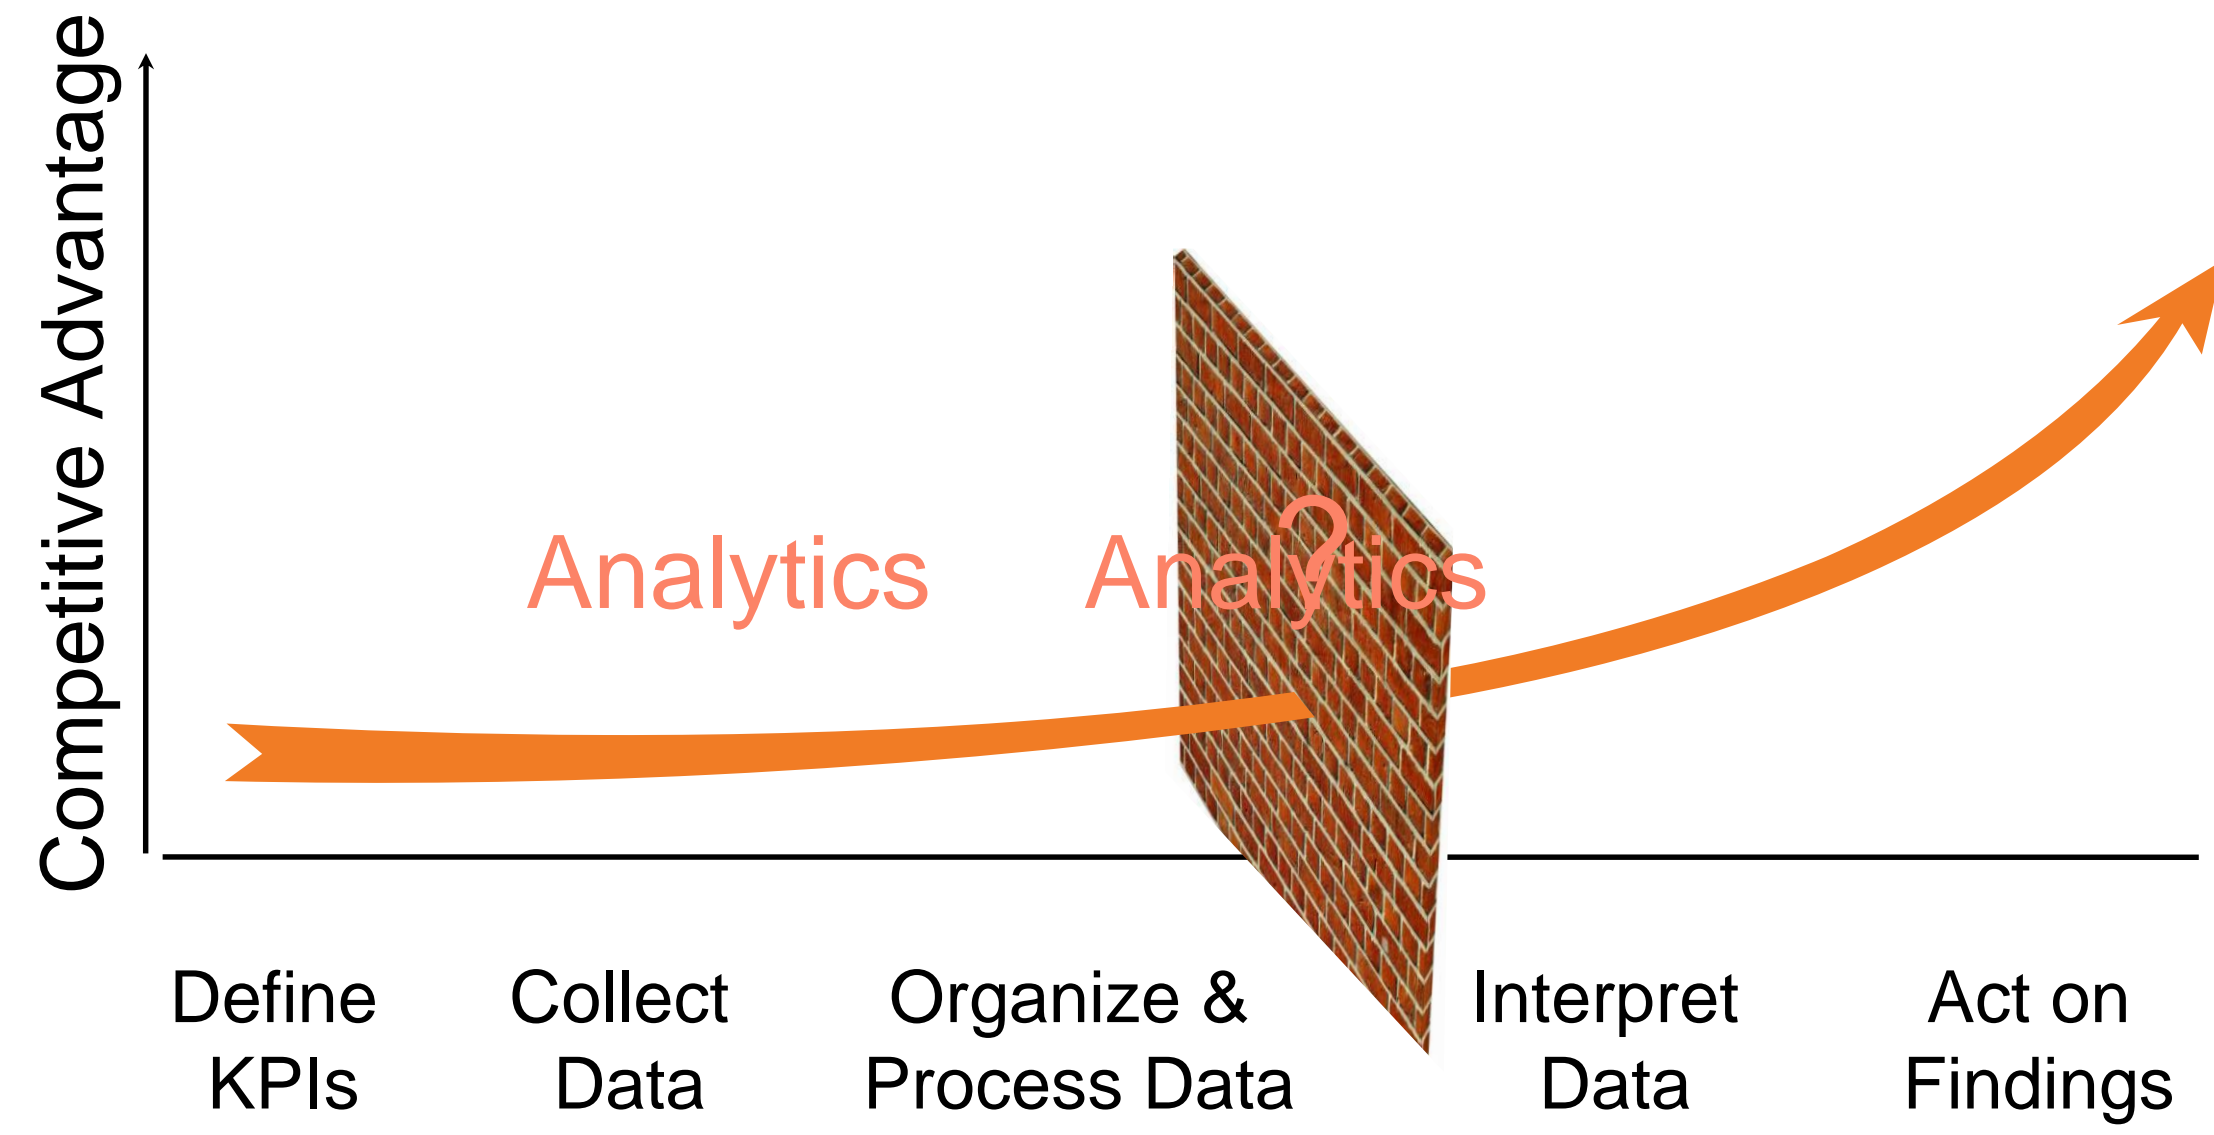 Competitive Advantage
Analytics
Analytics
?
Define
KPIs
Collect
Data
Organize &
Process Data
Interpret
Data
Act on
Findings